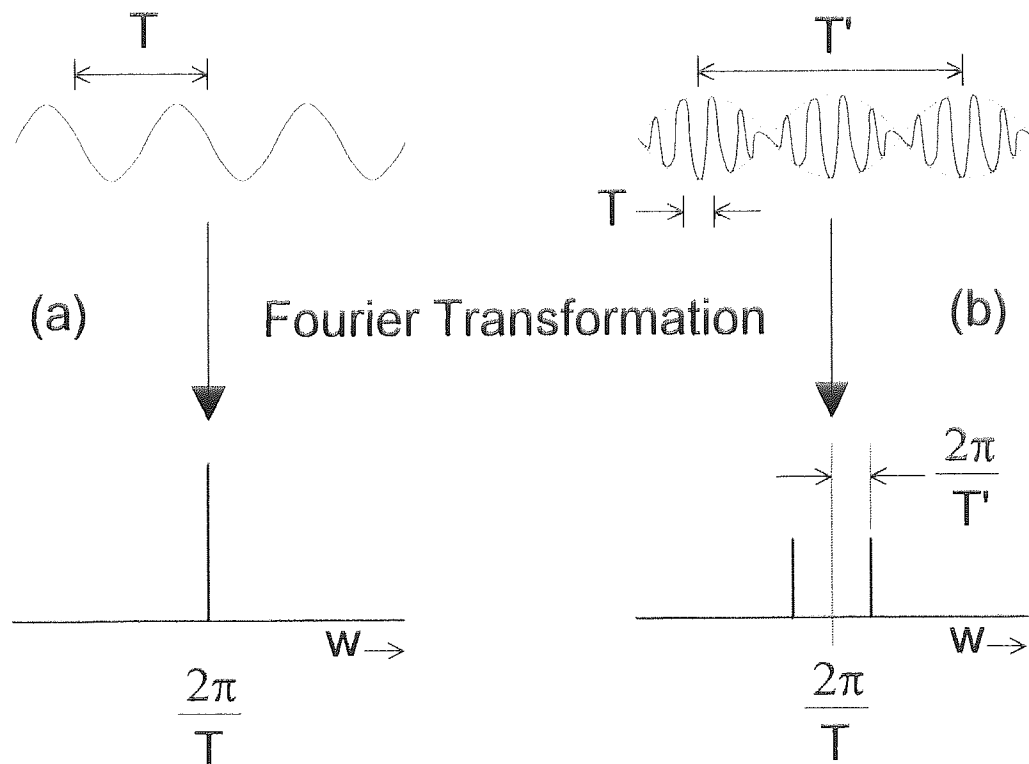 T
T'
T
(a)
Fourier Transformation
(b)
2π
T'
w
w
2π
T
2π
T